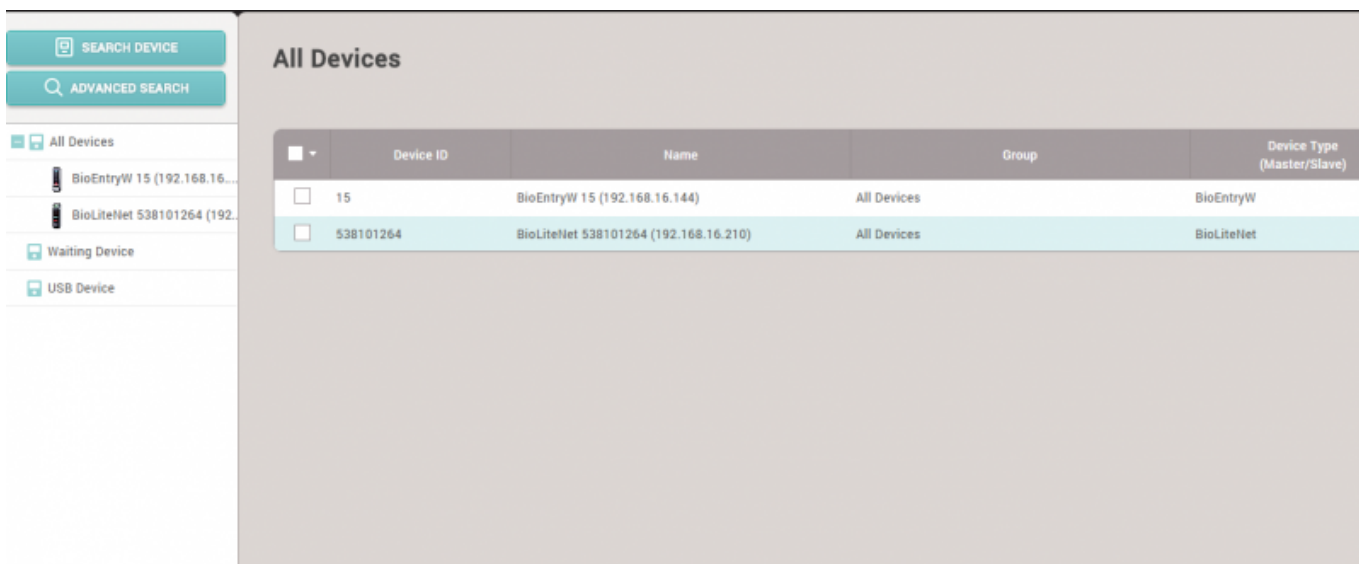 SEARCH DEVICE
ADVANCED SEARCH
All Devices
BioEntryW 15 (192.168.16....
BioLiteNet 538101264 (192..
Waiting Device
USB Device
All Devices
Device ID Name Group Device Type
(Master/Slave)
15 BioEntryW 15 (192.168.16.144) All Devices BioEntryW
538101264 BioLiteNet 538101264 (192.168.16.210) All Devices BioLiteNet